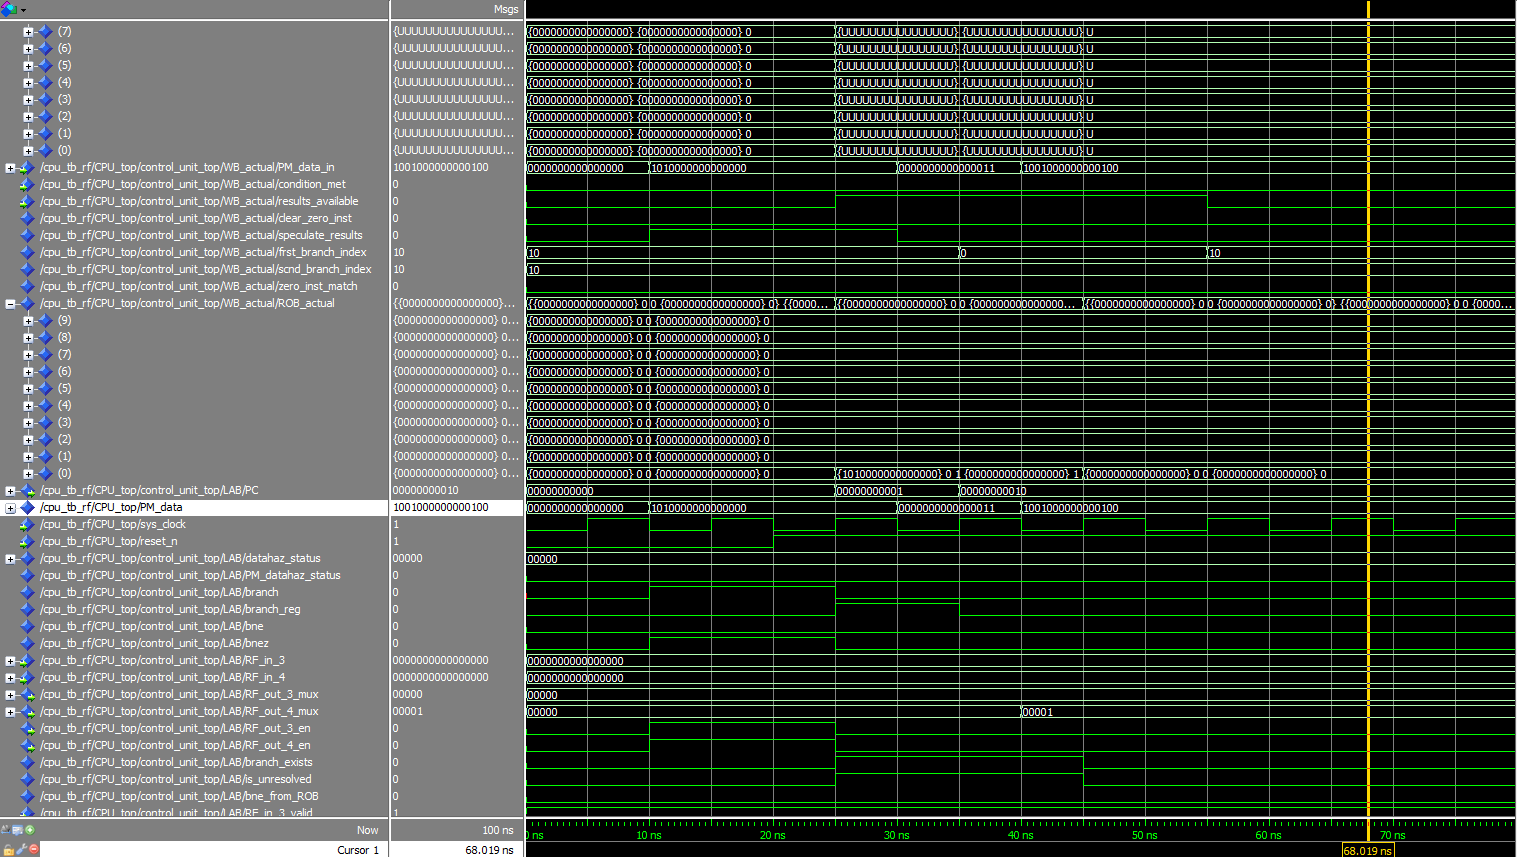 Msgs
(7) {UUUUUUUUUUUUUUU... {0000000000000000} {0000000000000000} 0 {UUUUUUUUUUUUUUUU} {UUUUUUUUUUUUUUUU} U
(6) {UUUUUUUUUUUUUUU... {0000000000000000} {0000000000000000} 0 {UUUUUUUUUUUUUUUU} {UUUUUUUUUUUUUUUU} U
(5) {UUUUUUUUUUUUUUU... {0000000000000000} {0000000000000000} 0 {UUUUUUUUUUUUUUUU} {UUUUUUUUUUUUUUUU} U
(4) {UUUUUUUUUUUUUUU... {0000000000000000} {0000000000000000} 0 {UUUUUUUUUUUUUUUU} {UUUUUUUUUUUUUUUU} U
(3) {UUUUUUUUUUUUUUU... {0000000000000000} {0000000000000000} 0 {UUUUUUUUUUUUUUUU} {UUUUUUUUUUUUUUUU} U
(2) {UUUUUUUUUUUUUUU... {0000000000000000} {0000000000000000} 0 {UUUUUUUUUUUUUUUU} {UUUUUUUUUUUUUUUU} U
(1) {UUUUUUUUUUUUUUU... {0000000000000000} {0000000000000000} 0 {UUUUUUUUUUUUUUUU} {UUUUUUUUUUUUUUUU} U
(0) {UUUUUUUUUUUUUUU... {0000000000000000} {0000000000000000} 0 {UUUUUUUUUUUUUUUU} {UUUUUUUUUUUUUUUU} U
/cpu_tb_rf/CPU_top/control_unit_top/WB_actual/PM_data_in 1001000000000100 0000000000000000 1010000000000000 0000000000000011 1001000000000100
/cpu_tb_rf/CPU_top/control_unit_top/WB_actual/condition_met 0
/cpu_tb_rf/CPU_top/control_unit_top/WB_actual/results_available 0
/cpu_tb_rf/CPU_top/control_unit_top/WB_actual/clear_zero_inst 0
/cpu_tb_rf/CPU_top/control_unit_top/WB_actual/speculate_results 0
/cpu_tb_rf/CPU_top/control_unit_top/WB_actual/frst_branch_index 10 10 0 10
/cpu_tb_rf/CPU_top/control_unit_top/WB_actual/scnd_branch_index 10 10
/cpu_tb_rf/CPU_top/control_unit_top/WB_actual/zero_inst_match 0
/cpu_tb_rf/CPU_top/control_unit_top/WB_actual/ROB_actual {{0000000000000000}... {{0000000000000000} 0 0 {0000000000000000} 0} {{0000... {{0000000000000000} 0 0 {000000000000000... {{0000000000000000} 0 0 {0000000000000000} 0} {{0000000000000000} 0 0 {0000...
(9) {0000000000000000} 0... {0000000000000000} 0 0 {0000000000000000} 0
(8) {0000000000000000} 0... {0000000000000000} 0 0 {0000000000000000} 0
(7) {0000000000000000} 0... {0000000000000000} 0 0 {0000000000000000} 0
(6) {0000000000000000} 0... {0000000000000000} 0 0 {0000000000000000} 0
(5) {0000000000000000} 0... {0000000000000000} 0 0 {0000000000000000} 0
(4) {0000000000000000} 0... {0000000000000000} 0 0 {0000000000000000} 0
(3) {0000000000000000} 0... {0000000000000000} 0 0 {0000000000000000} 0
(2) {0000000000000000} 0... {0000000000000000} 0 0 {0000000000000000} 0
(1) {0000000000000000} 0... {0000000000000000} 0 0 {0000000000000000} 0
(0) {0000000000000000} 0... {0000000000000000} 0 0 {0000000000000000} 0 {1010000000000000} 0 1 {0000000000000000} 1 {0000000000000000} 0 0 {0000000000000000} 0
/cpu_tb_rf/CPU_top/control_unit_top/LAB/PC 00000000010 00000000000 00000000001 00000000010
/cpu_tb_rf/CPU_top/PM_data 1001000000000100 0000000000000000 1010000000000000 0000000000000011 1001000000000100
/cpu_tb_rf/CPU_top/sys_clock 1
/cpu_tb_rf/CPU_top/reset_n 1
/cpu_tb_rf/CPU_top/control_unit_top/LAB/datahaz_status 00000 00000
/cpu_tb_rf/CPU_top/control_unit_top/LAB/PM_datahaz_status 0
/cpu_tb_rf/CPU_top/control_unit_top/LAB/branch 0
/cpu_tb_rf/CPU_top/control_unit_top/LAB/branch_reg 0
/cpu_tb_rf/CPU_top/control_unit_top/LAB/bne 0
/cpu_tb_rf/CPU_top/control_unit_top/LAB/bnez 0
/cpu_tb_rf/CPU_top/control_unit_top/LAB/RF_in_3 0000000000000000 0000000000000000
/cpu_tb_rf/CPU_top/control_unit_top/LAB/RF_in_4 0000000000000000 0000000000000000
/cpu_tb_rf/CPU_top/control_unit_top/LAB/RF_out_3_mux 00000 00000
/cpu_tb_rf/CPU_top/control_unit_top/LAB/RF_out_4_mux 00001 00000 00001
/cpu_tb_rf/CPU_top/control_unit_top/LAB/RF_out_3_en 0
/cpu_tb_rf/CPU_top/control_unit_top/LAB/RF_out_4_en 0
/cpu_tb_rf/CPU_top/control_unit_top/LAB/branch_exists 0
/cpu_tb_rf/CPU_top/control_unit_top/LAB/is_unresolved 0
/cpu_tb_rf/CPU_top/control_unit_top/LAB/bne_from_ROB 0
/cpu_tb_rf/CPU_top/control_unit_top/LAB/RF_in_3_valid 1
Now 100 ns 0 ns 10 ns 20 ns 30 ns 40 ns 50 ns 60 ns 70 ns
Cursor 1 68.019 ns 68.019 ns